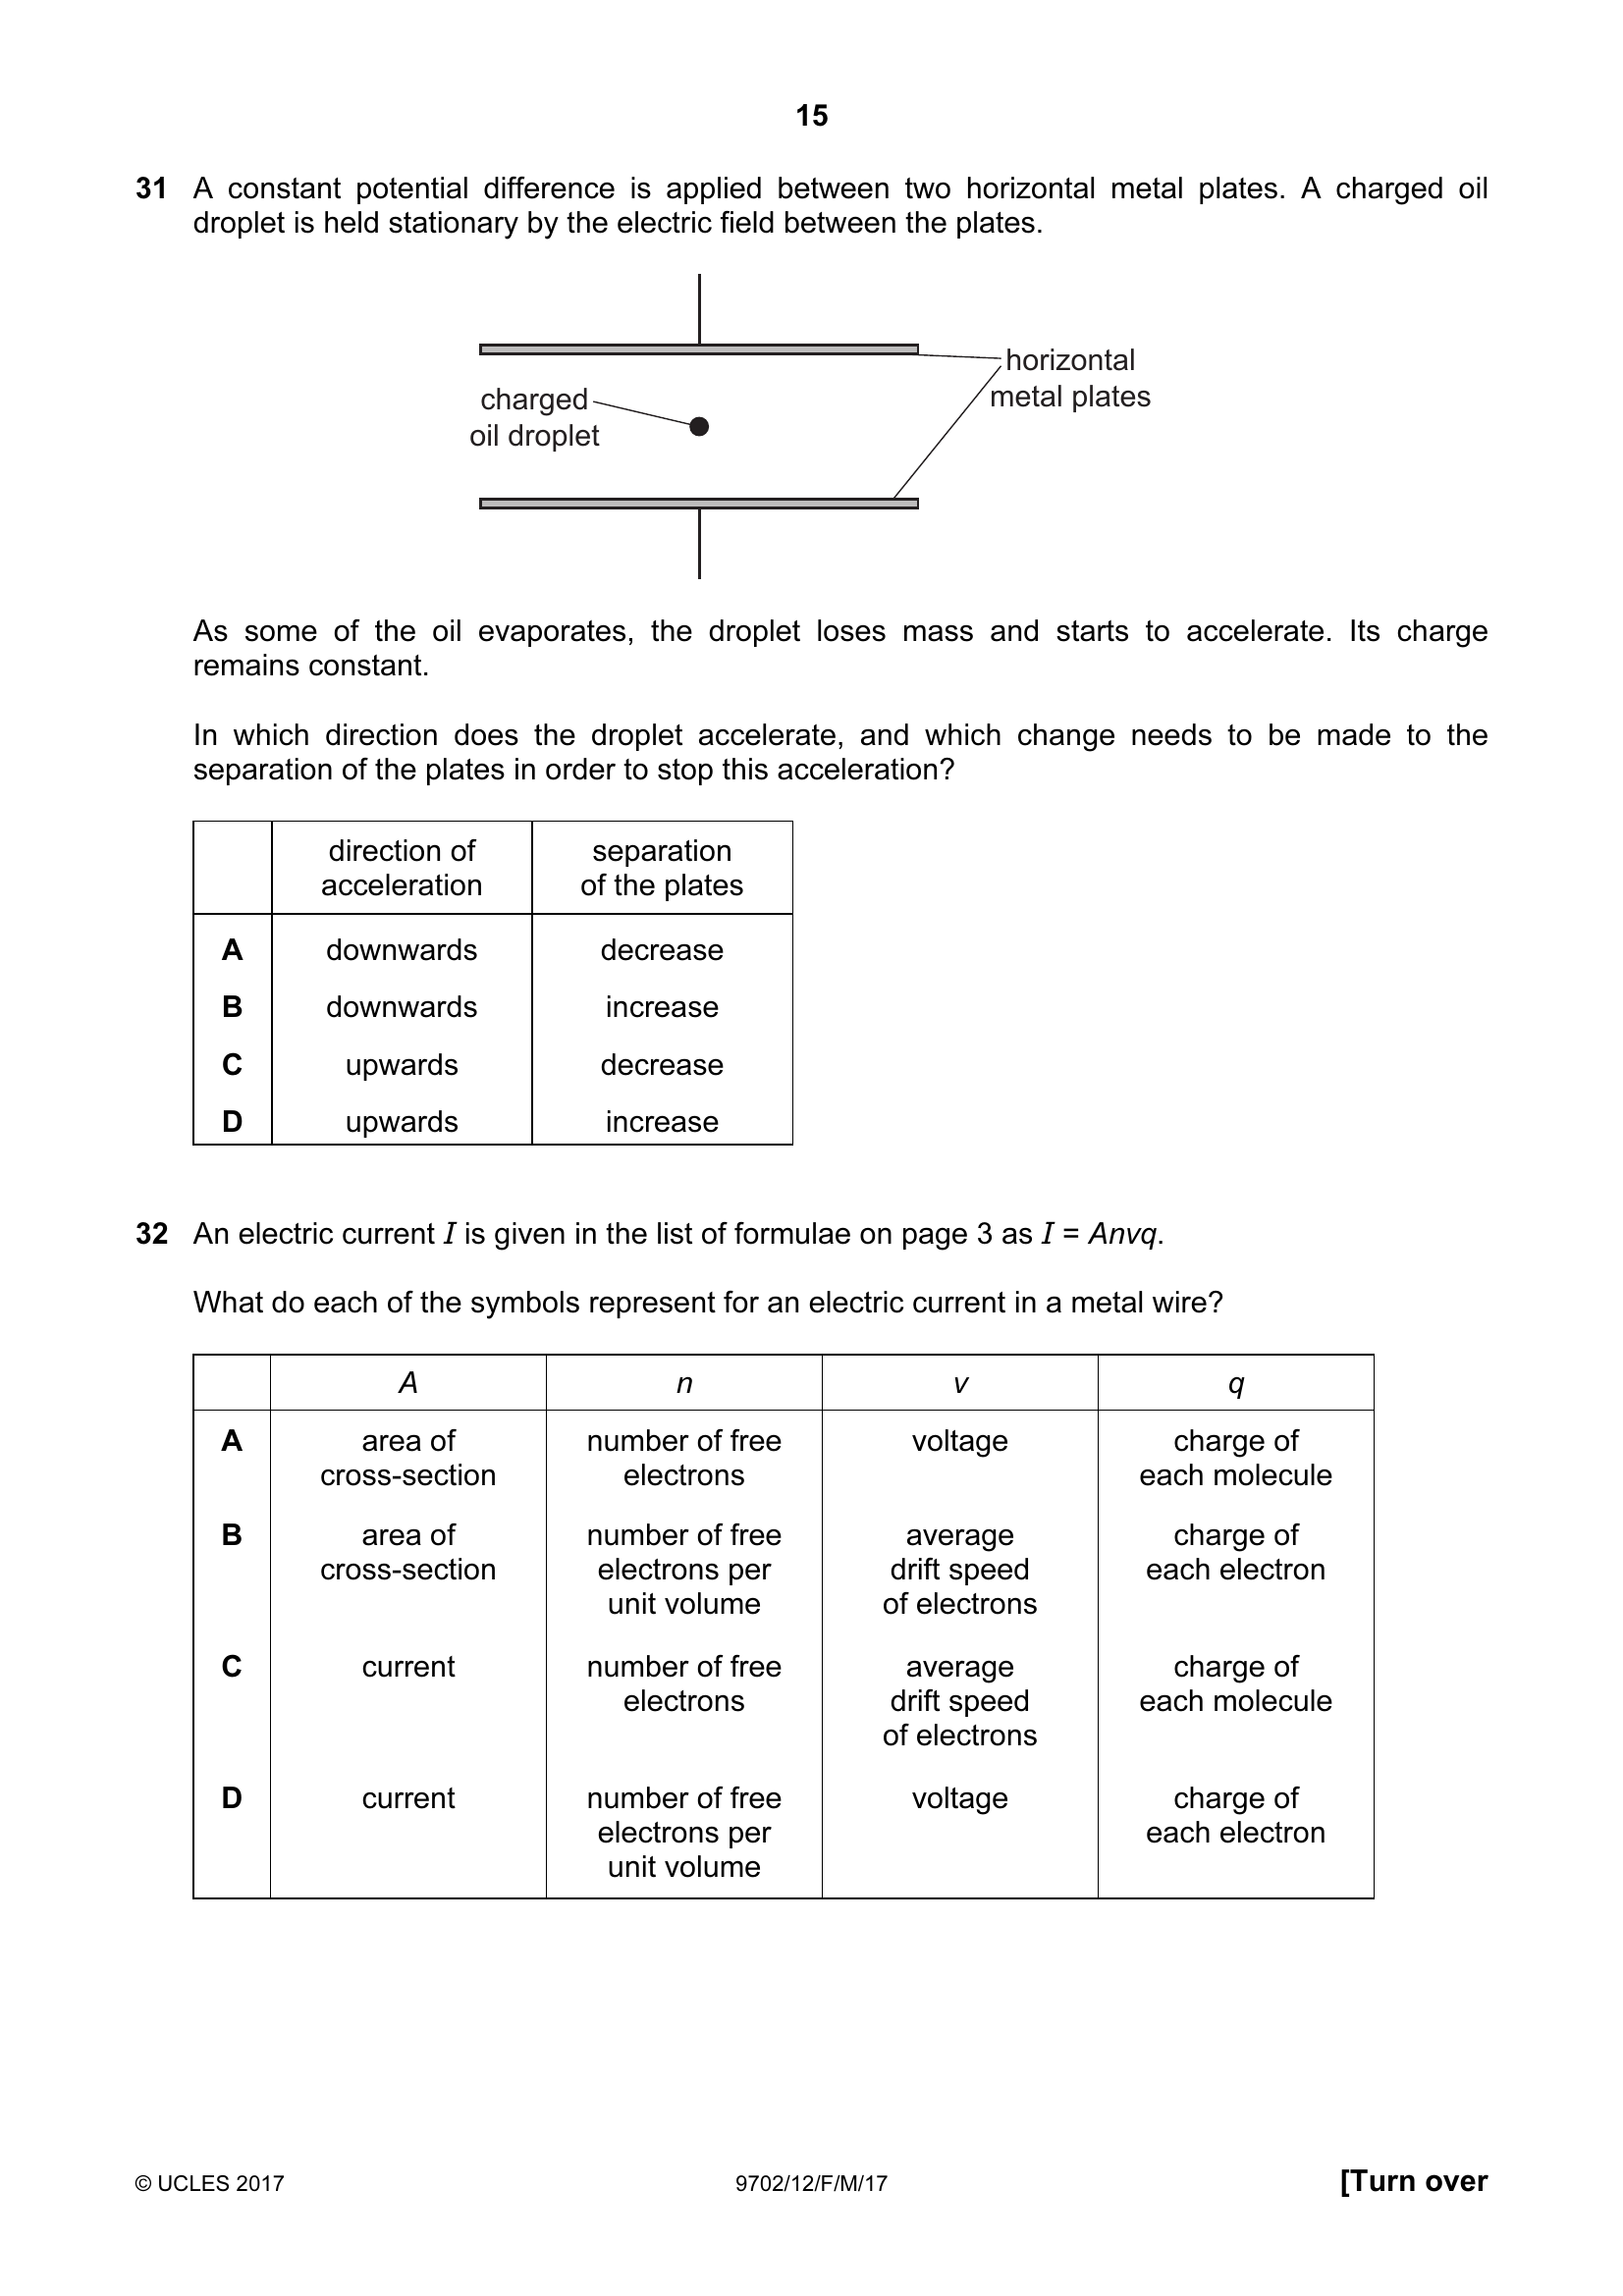 15
31 A constant potential difference is applied between two horizontal metal plates. A charged oil
droplet is held stationary by the electric field between the plates.
horizontal
metal plates
charged
oil droplet
As some of the oil evaporates, the droplet loses mass and starts to accelerate. Its charge
remains constant.
In which direction does the droplet accelerate, and which change needs to be made to the
separation of the plates in order to stop this acceleration?
direction of acceleration separation of the plates
A downwards decrease
B downwards increase
C upwards decrease
D upwards increase
32 An electric current I is given in the list of formulae on page 3 as I = Anvq.
What do each of the symbols represent for an electric current in a metal wire?
A n v q
A area of cross-section number of free electrons voltage charge of each molecule
B area of cross-section number of free electrons per unit volume average drift speed of electrons charge of each electron
C current number of free electrons average drift speed of electrons charge of each molecule
D current number of free electrons per unit volume voltage charge of each electron
© UCLES 2017 9702/12/F/M/17 [Turn over